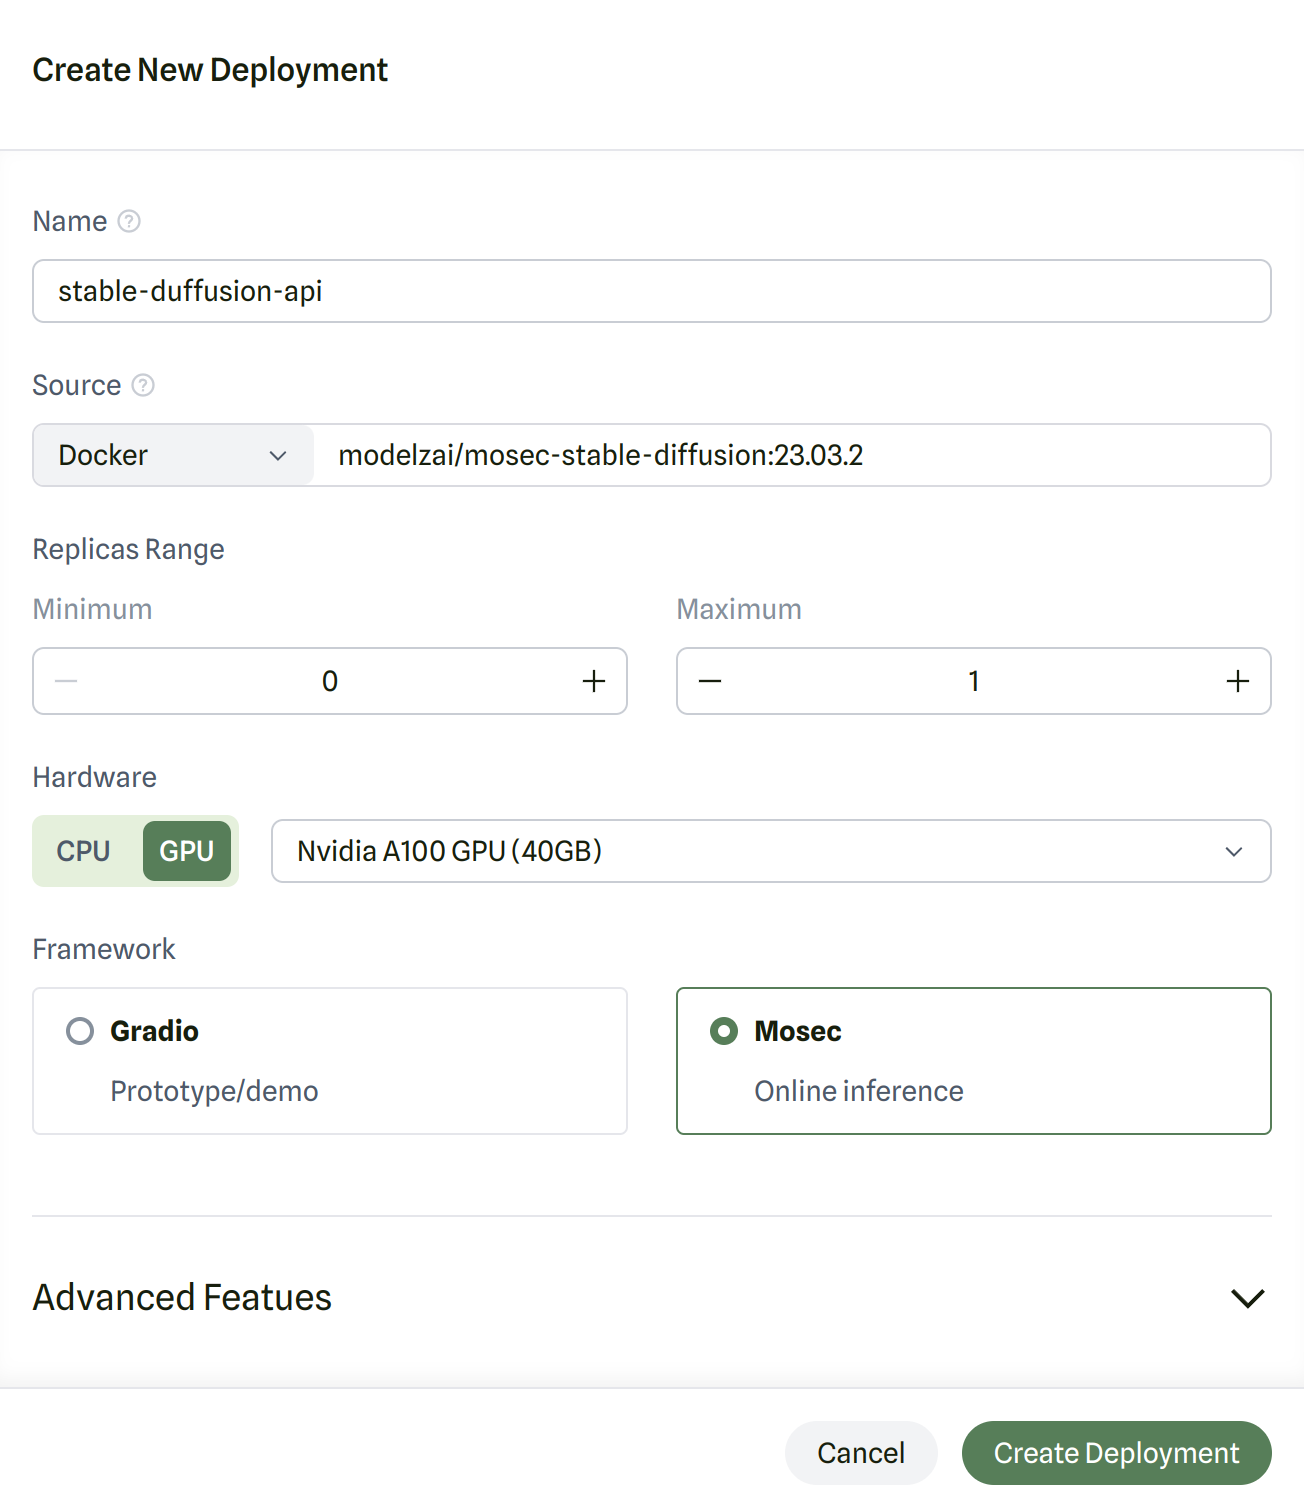 Create New Deployment
Name ?
stable-duffusion-api
Source ?
Docker modelzai/mosec-stable-diffusion:23.03.2
Replicas Range
Minimum Maximum
0 1
Hardware
CPU GPU Nvidia A100 GPU (40GB)
Framework
Gradio Mosec
Prototype/demo Online inference
Advanced Featues
Cancel Create Deployment